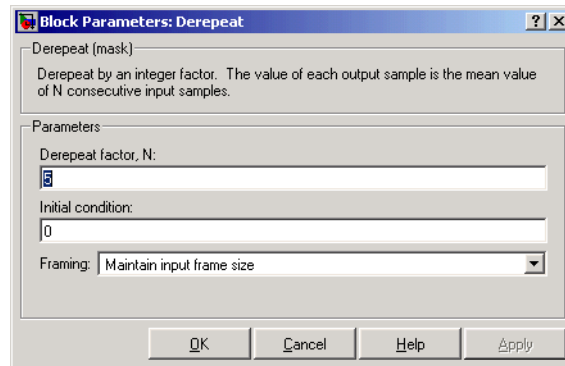 Block Parameters: Derepeat
Derepeat (mask)
Derepeat by an integer factor. The value of each output sample is the mean value
of N consecutive input samples.
Parameters
Derepeat factor, N:
5
Initial condition:
0
Framing: Maintain input frame size
OK Cancel Help Apply